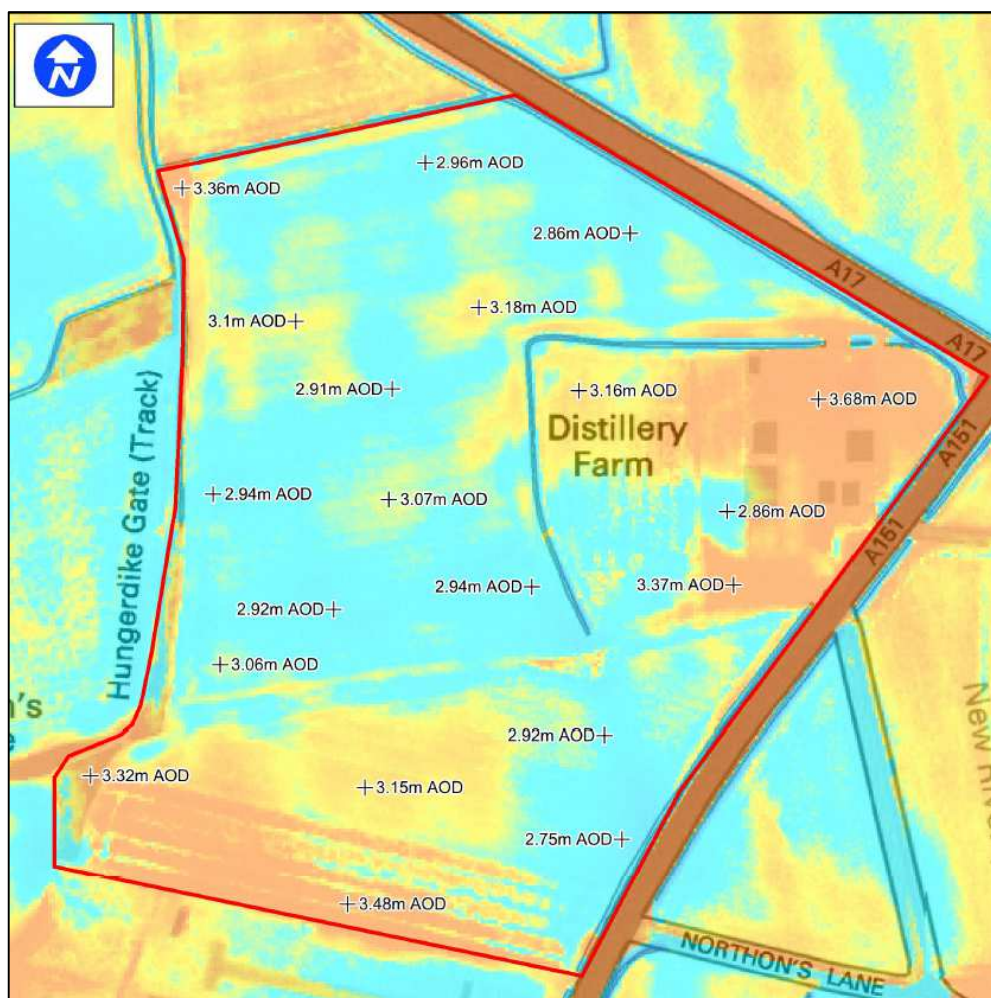 N
2.96m AOD
3.36m AOD
2.86m AOD
A17
3.18m AOD
3.1m AOD
A17
2.91m AOD
3.16m AOD
3.68m AOD
Distillery
Farm
A151
Hungerdike Gate (Track)
2.94m AOD
3.07m AOD
2.86m AOD
A151
2.94m AOD
3.37m AOD
2.92m AOD
3.06m AOD
n's
New River
2.92m AOD
3.32m AOD
3.15m AOD
2.75m AOD
3.48m AOD
NORTHON'S LANE